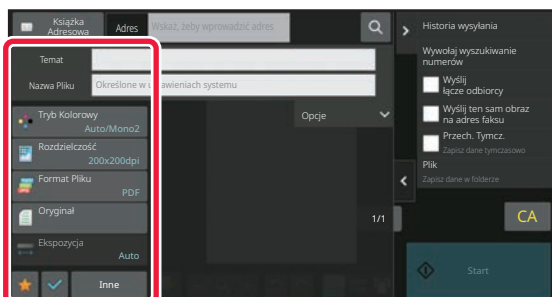 Książka
Adresowa
Adres
Wskaż, żeby wprowadzić adres
Temat
Nazwa Pliku
Określone w ustawieniach systemu
Tryb Kolorowy
Auto/Mono2
Rozdzielczość
200x200dpi
Format Pliku
PDF
Oryginał
Ekspozycja
Auto
Inne
Opcje
1/1
Historia wysyłania
Wywołaj wyszukiwanie
numerów
Wyślij
łącze odbiorcy
Wyślij ten sam obraz
na adres faksu
Przech. Tymcz.
Zapisz dane tymczasowo
Plik
Zapisz dane w folderze
CA
Start